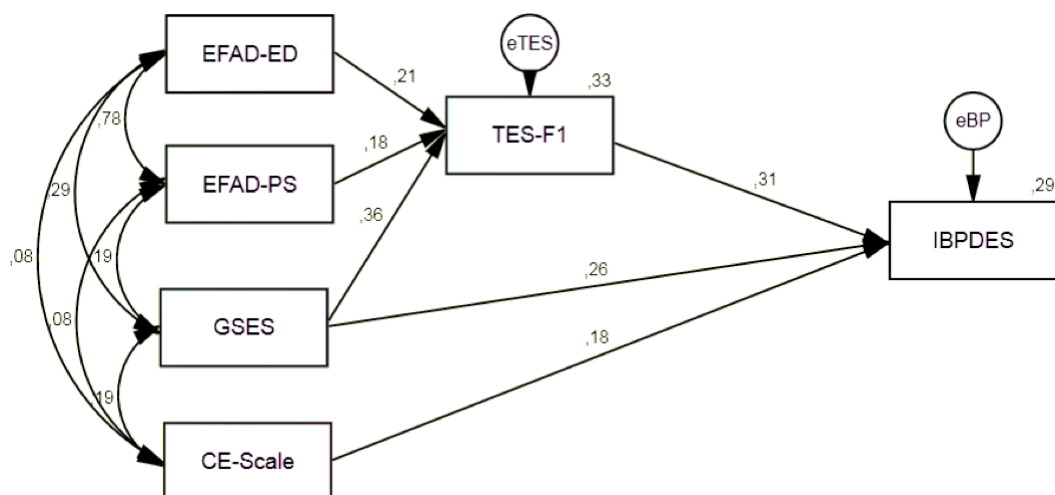 EFAD-ED
eTES
,21
,33
TES-F1
,78
,18
eBP
EFAD-PS
,31
,29
,29
,36
IBPDES
,08
,19
,26
,08
GSES
,18
,19
CE-Scale